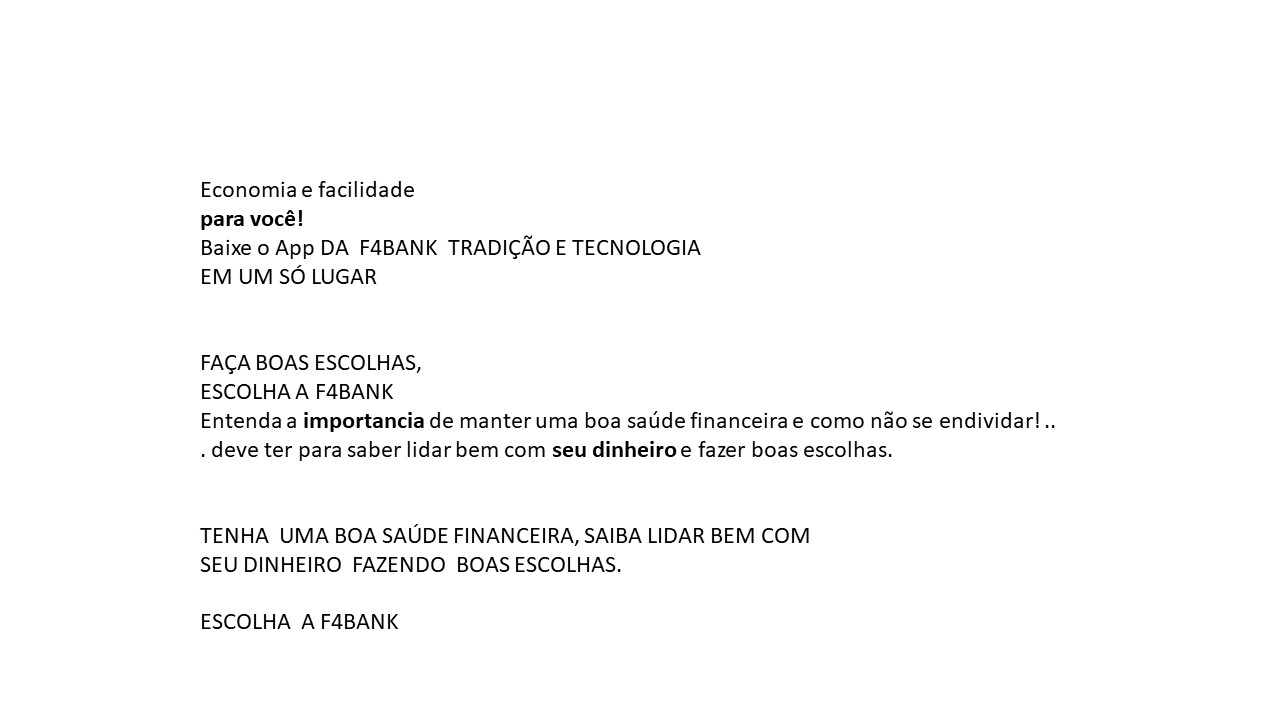 Economia e facilidade
para você!
Baixe o App DA F4BANK TRADIÇÃO E TECNOLOGIA
EM UM SÓ LUGAR
FAÇA BOAS ESCOLHAS,
ESCOLHA A F4BANK
Entenda a importancia de manter uma boa saúde financeira e como não se endividar! ..
. deve ter para saber lidar bem com seu dinheiro e fazer boas escolhas.
TENHA UMA BOA SAÚDE FINANCEIRA, SAIBA LIDAR BEM COM
SEU DINHEIRO FAZENDO BOAS ESCOLHAS.
ESCOLHA A F4BANK